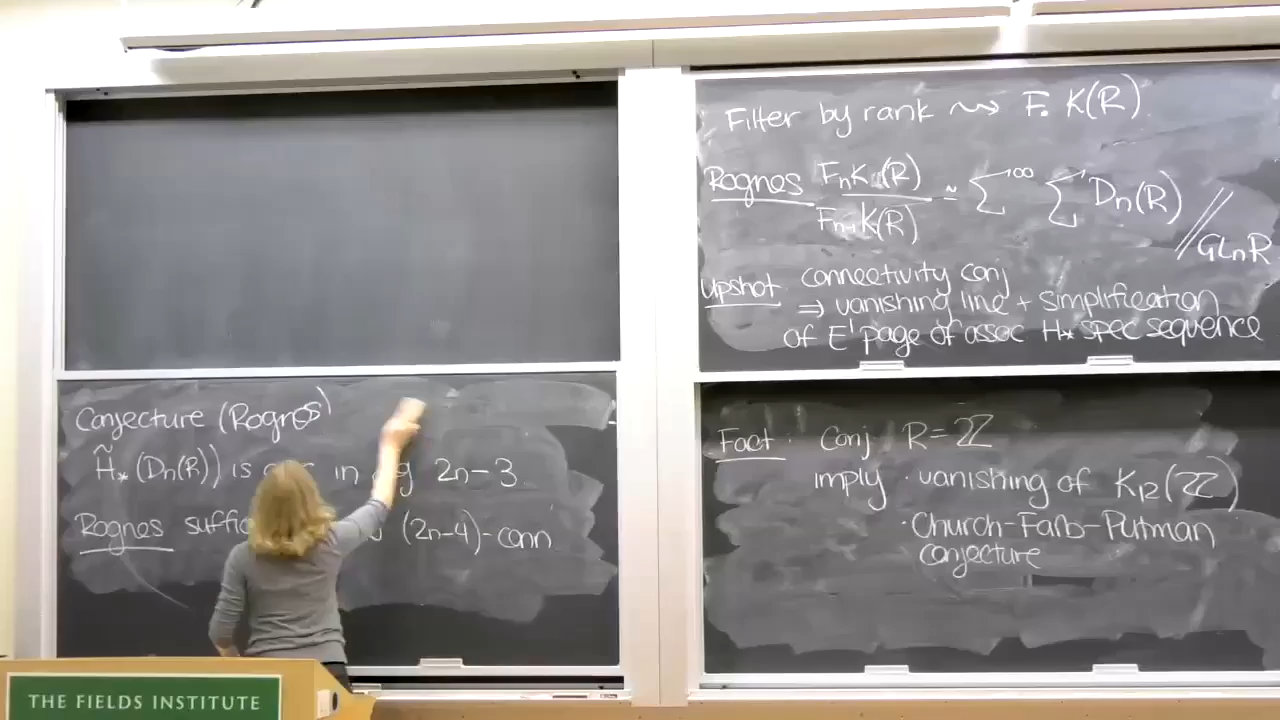 Conjecture (Rognes)
H̃*(Dn(R)) is in deg 2n-3
Rognes (2n-4)-conn
Filter by rank ⇝ F. K(R)
Rognes FnK(R) / Fn-1K(R) ≃ Σ^∞ Σ Dn(R) // GLnR
Upshot connectivity conj
⇒ vanishing line + simplification
of E' page of assec H* spec sequence
Fact: Conj R=ℤ
imply · vanishing of K12(ℤ)
· Church-Farb-Putman
conjecture
THE FIELDS INSTITUTE